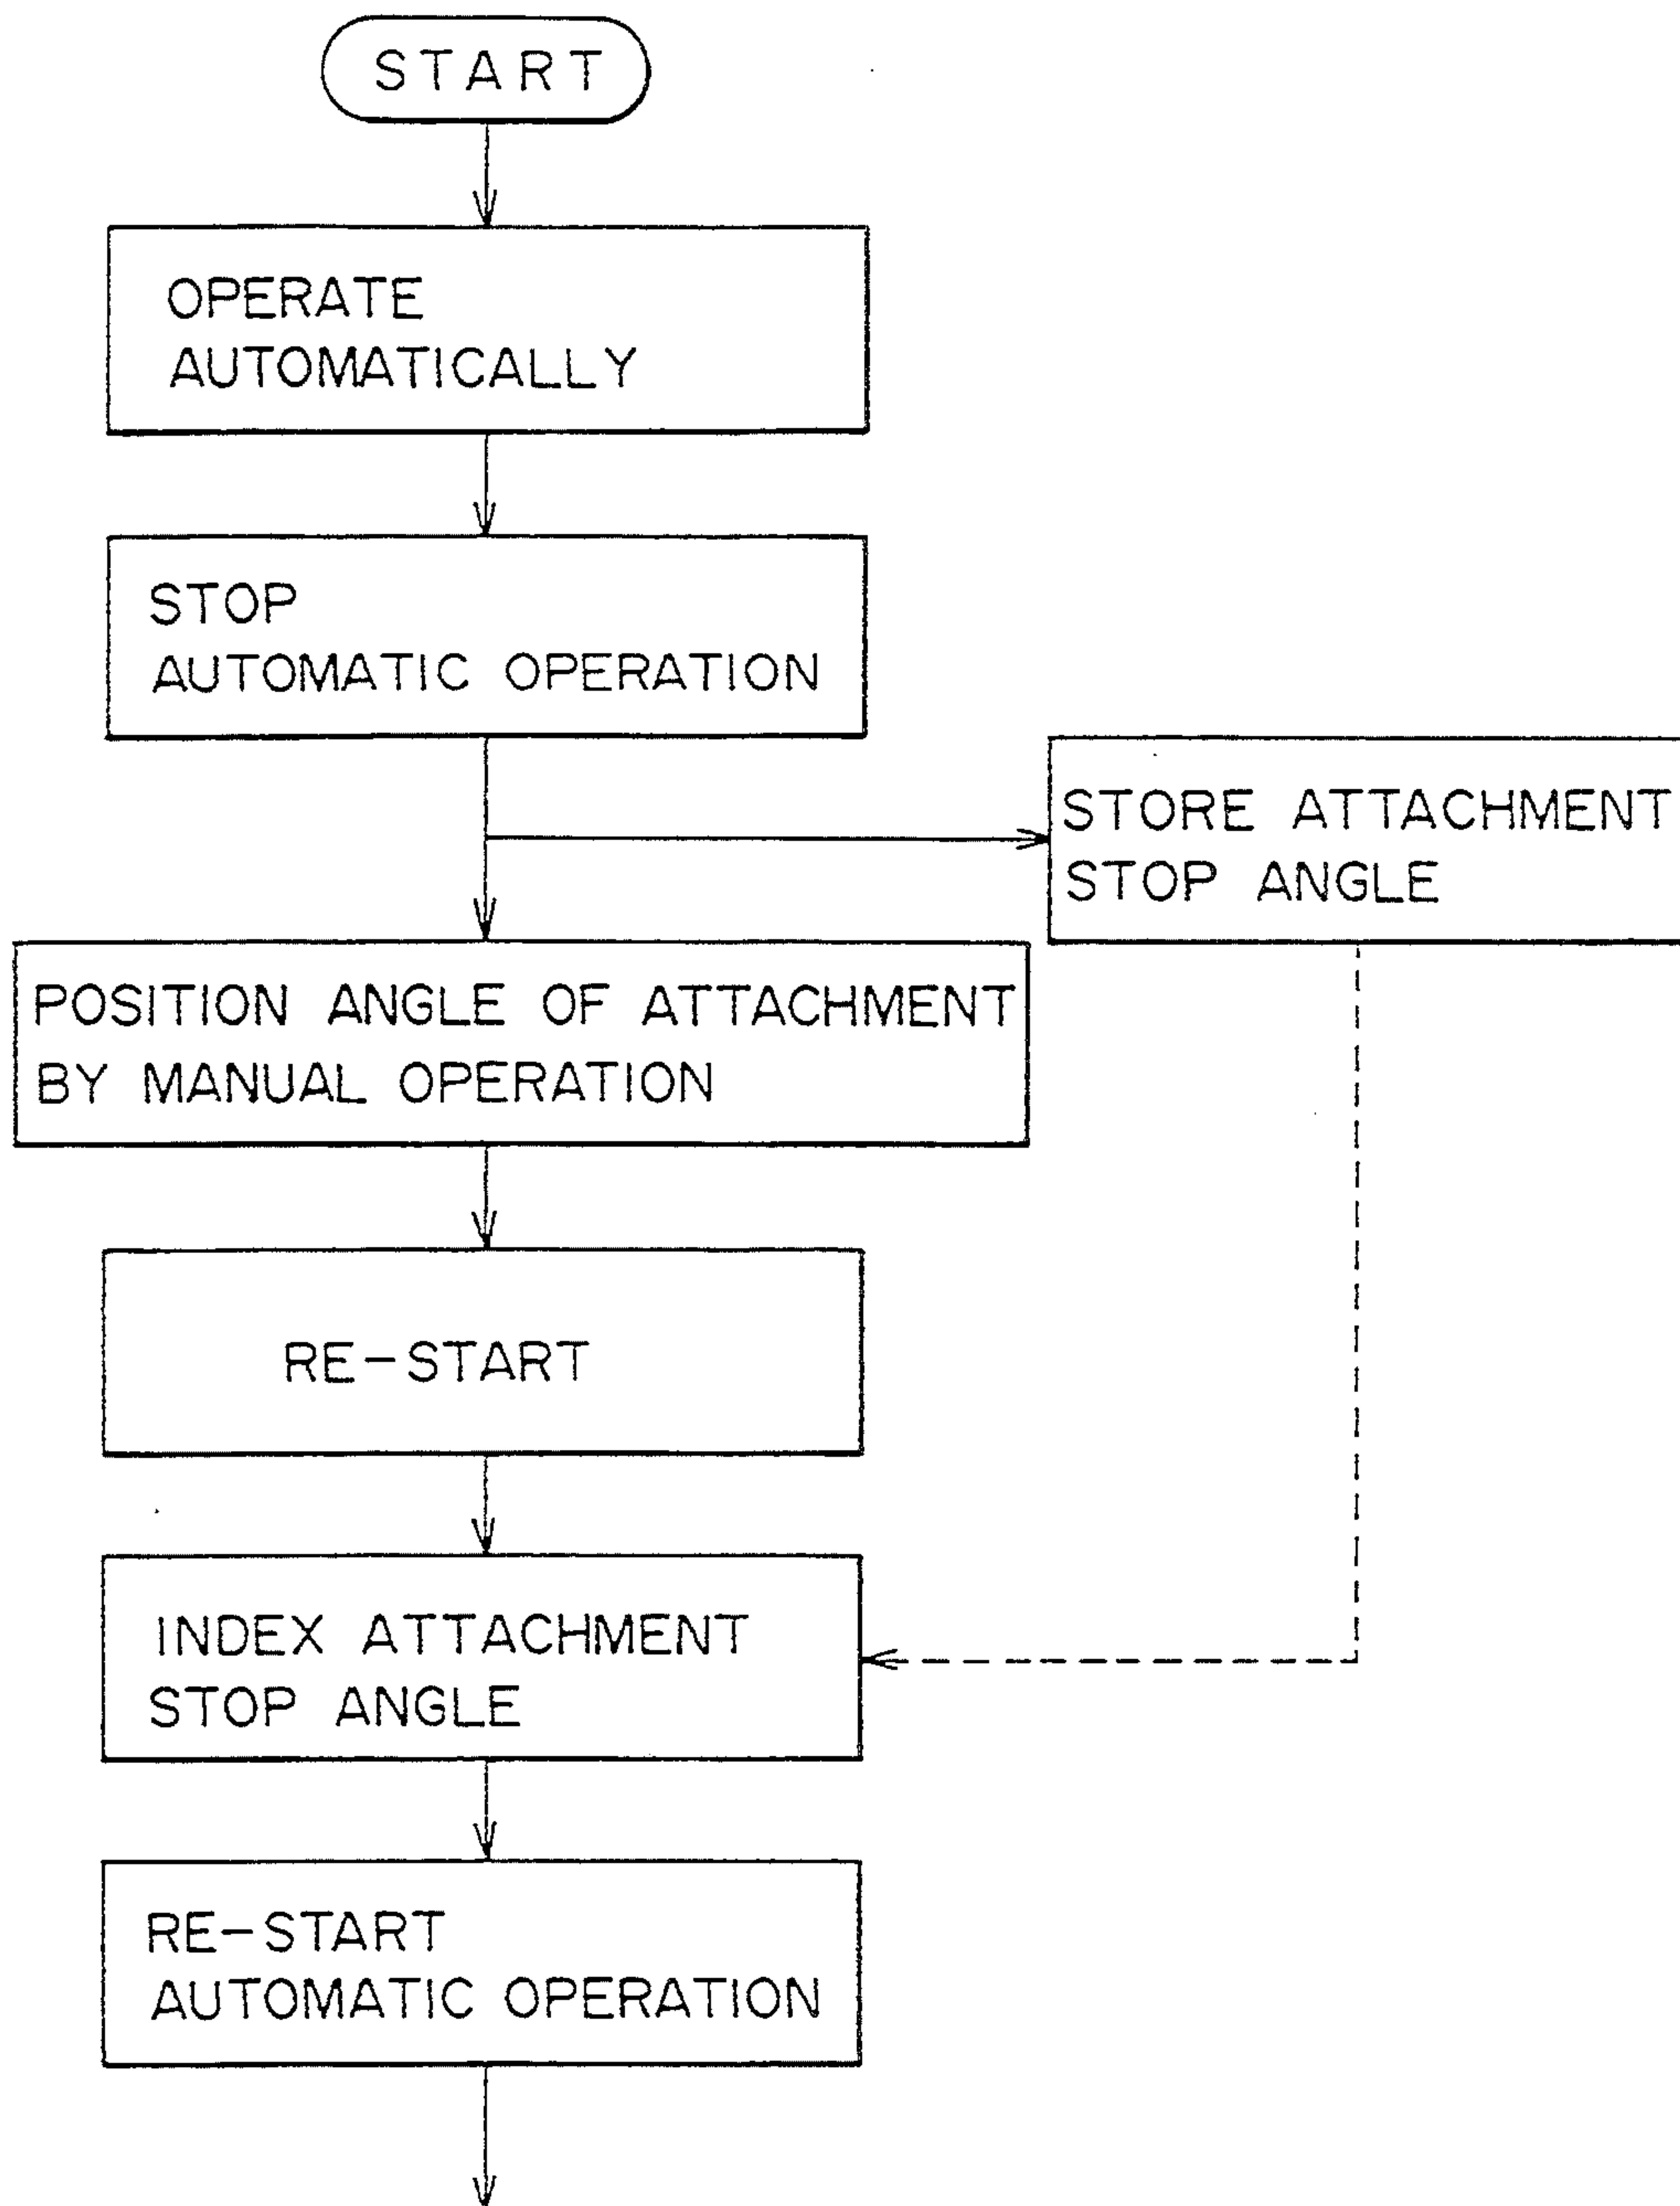 START
OPERATE
AUTOMATICALLY
STOP
AUTOMATIC OPERATION
STORE ATTACHMENT
STOP ANGLE
POSITION ANGLE OF ATTACHMENT
BY MANUAL OPERATION
RE-START
INDEX ATTACHMENT
STOP ANGLE
RE-START
AUTOMATIC OPERATION